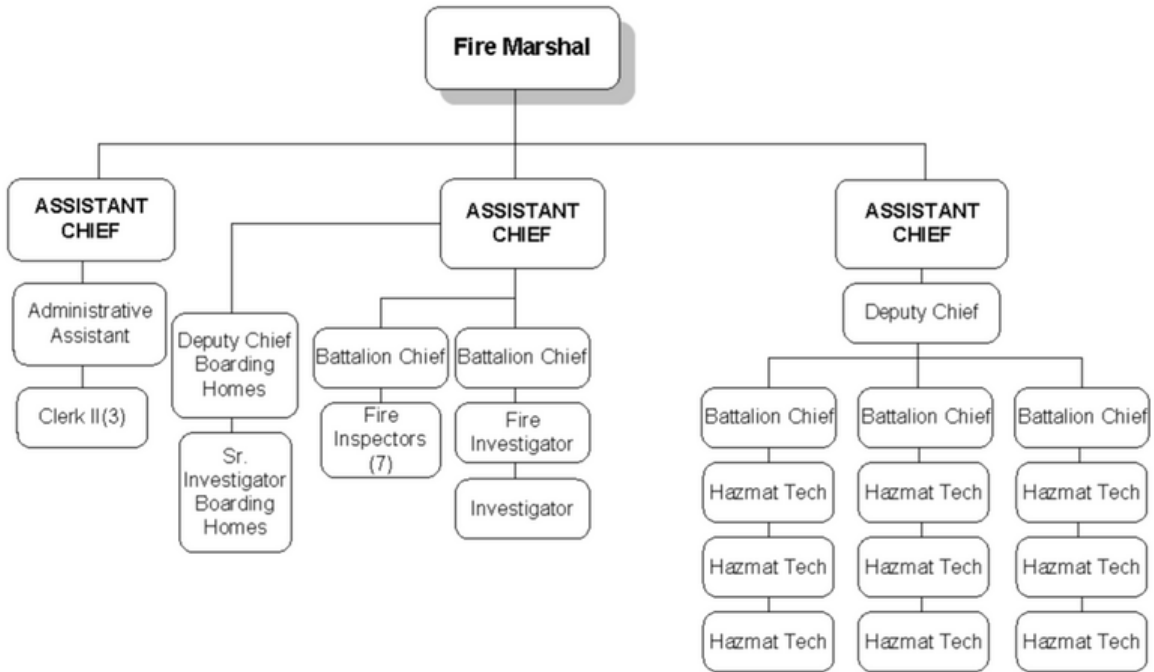 Fire Marshal
ASSISTANT
CHIEF
ASSISTANT
CHIEF
ASSISTANT
CHIEF
Administrative
Assistant
Clerk II(3)
Deputy Chief
Boarding
Homes
Sr.
Investigator
Boarding
Homes
Battalion Chief
Fire
Inspectors
(7)
Battalion Chief
Fire
Investigator
Investigator
Deputy Chief
Battalion Chief
Hazmat Tech
Hazmat Tech
Hazmat Tech
Battalion Chief
Hazmat Tech
Hazmat Tech
Hazmat Tech
Battalion Chief
Hazmat Tech
Hazmat Tech
Hazmat Tech